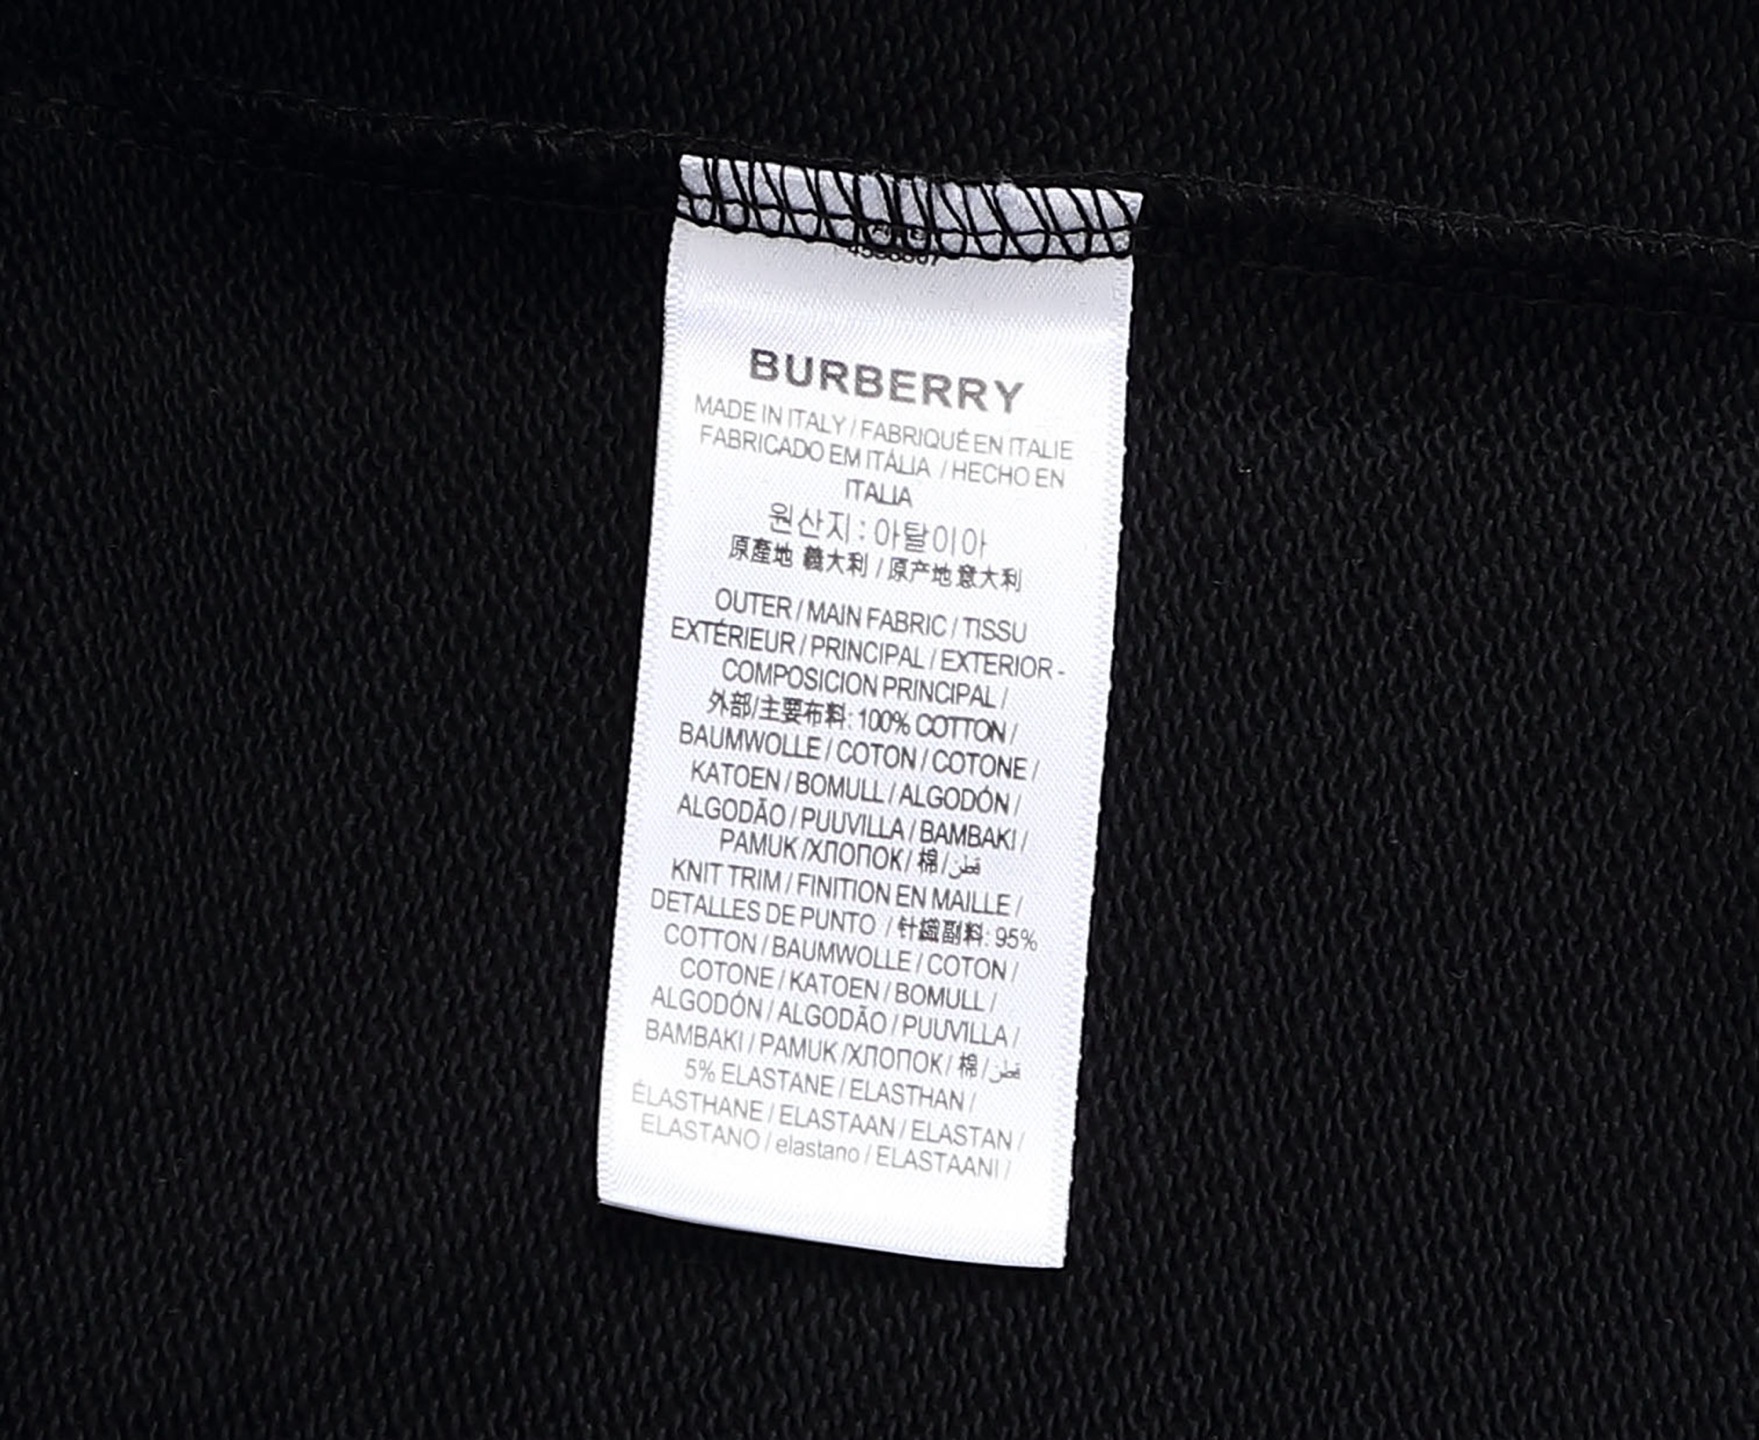 BURBERRY
MADE IN ITALY / FABRIQUÉ EN ITALIE
FABRICADO EM ITÁLIA / HECHO EN
ITALIA
원산지 : 아탈이아
原產地 義大利 / 原产地 意大利
OUTER / MAIN FABRIC / TISSU
EXTÉRIEUR / PRINCIPAL / EXTERIOR -
COMPOSICION PRINCIPAL /
外部/主要布料: 100% COTTON /
BAUMWOLLE / COTON / COTONE /
KATOEN / BOMULL / ALGODÓN /
ALGODÃO / PUUVILLA / BAMBAKI /
PAMUK /ХЛОПОК / 棉 / قطن
KNIT TRIM / FINITION EN MAILLE /
DETALLES DE PUNTO / 针織副料: 95%
COTTON / BAUMWOLLE / COTON /
COTONE / KATOEN / BOMULL /
ALGODÓN / ALGODÃO / PUUVILLA /
BAMBAKI / PAMUK /ХЛОПОК / 棉 / قطن
5% ELASTANE / ELASTHAN /
ÉLASTHANE / ELASTAAN / ELASTAN /
ELASTANO / elastano / ELASTAANI /